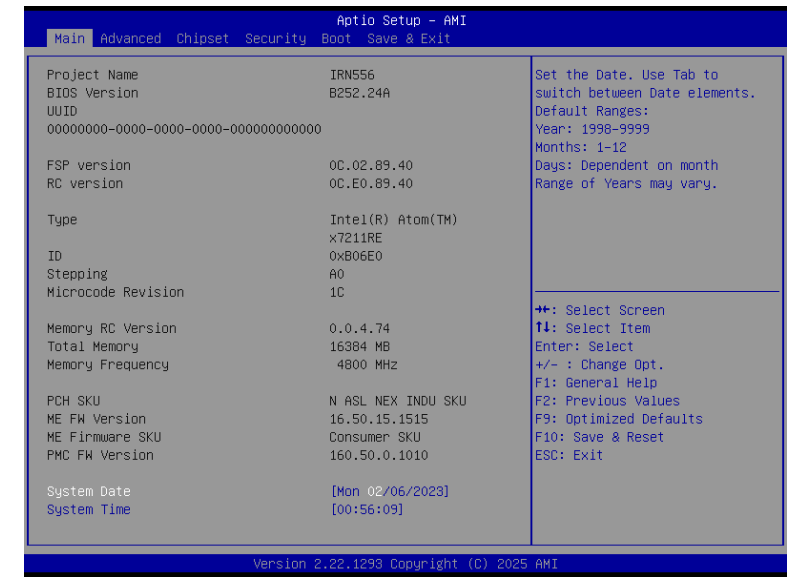 Aptio Setup – AMI
Main Advanced Chipset Security Boot Save & Exit
Project Name IRN556
BIOS Version B252.24A
UUID
00000000-0000-0000-0000-000000000000
FSP version 0C.02.89.40
RC version 0C.E0.89.40
Type Intel(R) Atom(TM)
x7211RE
ID 0xB06E0
Stepping A0
Microcode Revision 1C
Memory RC Version 0.0.4.74
Total Memory 16384 MB
Memory Frequency 4800 MHz
PCH SKU N ASL NEX INDU SKU
ME FW Version 16.50.15.1515
ME Firmware SKU Consumer SKU
PMC FW Version 160.50.0.1010
System Date [Mon 02/06/2023]
System Time [00:56:09]
Set the Date. Use Tab to
switch between Date elements.
Default Ranges:
Year: 1998-9999
Months: 1-12
Days: Dependent on month
Range of Years may vary.
→←: Select Screen
↑↓: Select Item
Enter: Select
+/- : Change Opt.
F1: General Help
F2: Previous Values
F9: Optimized Defaults
F10: Save & Reset
ESC: Exit
Version 2.22.1293 Copyright (C) 2025 AMI